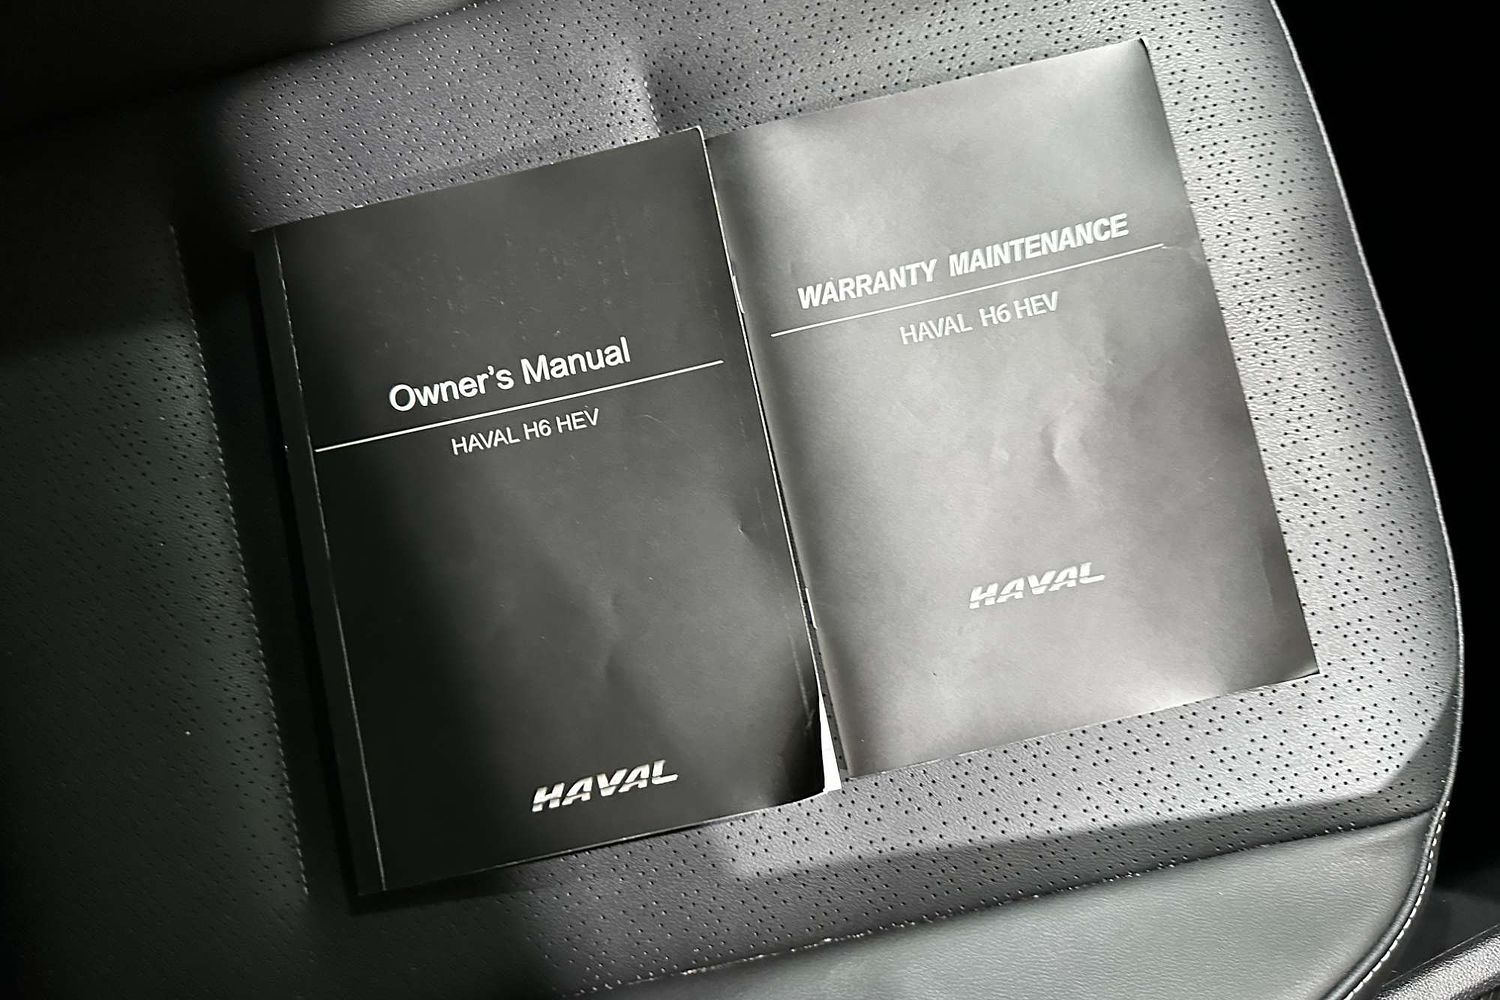 Owner's Manual
HAVAL H6 HEV
HAVAL
WARRANTY MAINTENANCE
HAVAL H6 HEV
HAVAL